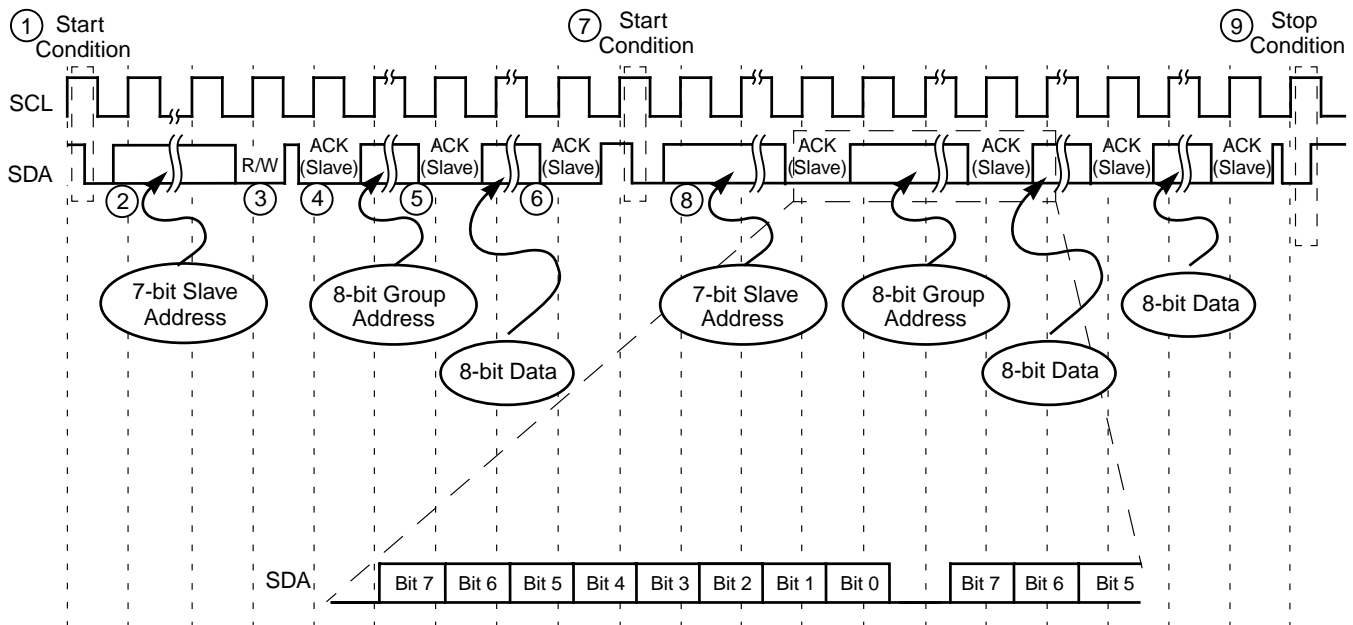 1 Start
Condition
7 Start
Condition
9 Stop
Condition
SCL
SDA
R/W
ACK
(Slave)
ACK
(Slave)
ACK
(Slave)
ACK
(Slave)
ACK
(Slave)
ACK
(Slave)
ACK
(Slave)
2
3
4
5
6
8
7-bit Slave
Address
8-bit Group
Address
8-bit Data
7-bit Slave
Address
8-bit Group
Address
8-bit Data
8-bit Data
SDA
Bit 7 Bit 6 Bit 5 Bit 4 Bit 3 Bit 2 Bit 1 Bit 0 Bit 7 Bit 6 Bit 5